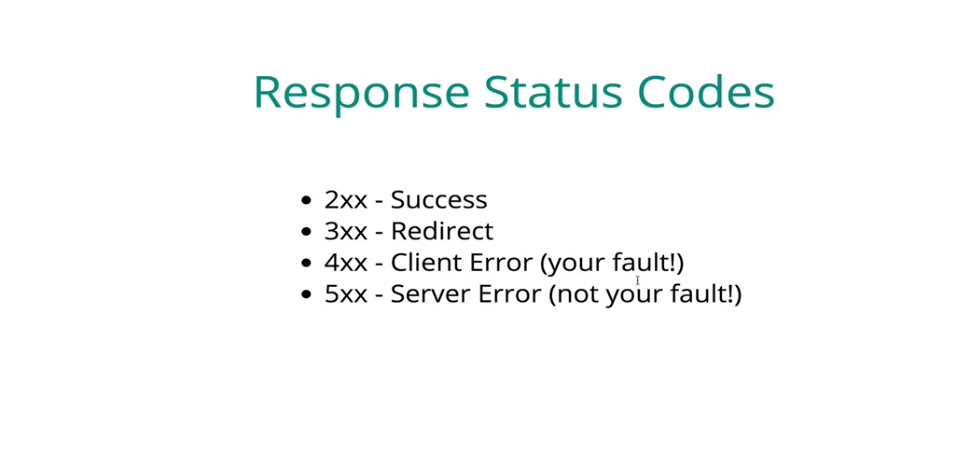 Response Status Codes
• 2xx - Success
• 3xx - Redirect
• 4xx - Client Error (your fault!)
• 5xx - Server Error (not your fault!)